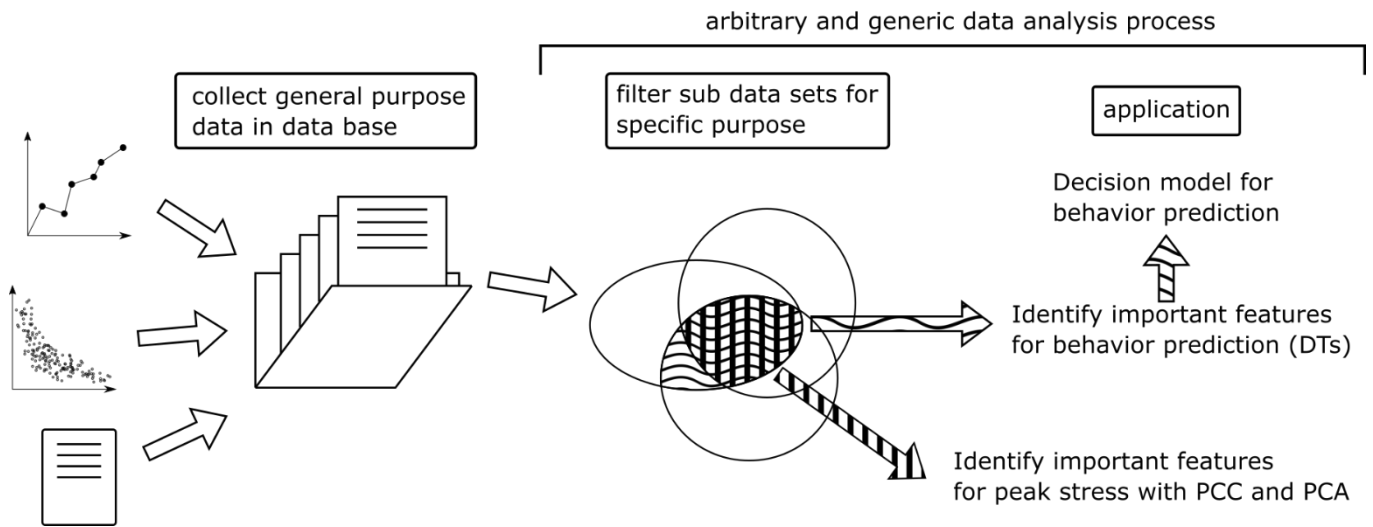 arbitrary and generic data analysis process
collect general purpose
data in data base
filter sub data sets for
specific purpose
application
Decision model for
behavior prediction
Identify important features
for behavior prediction (DTs)
Identify important features
for peak stress with PCC and PCA